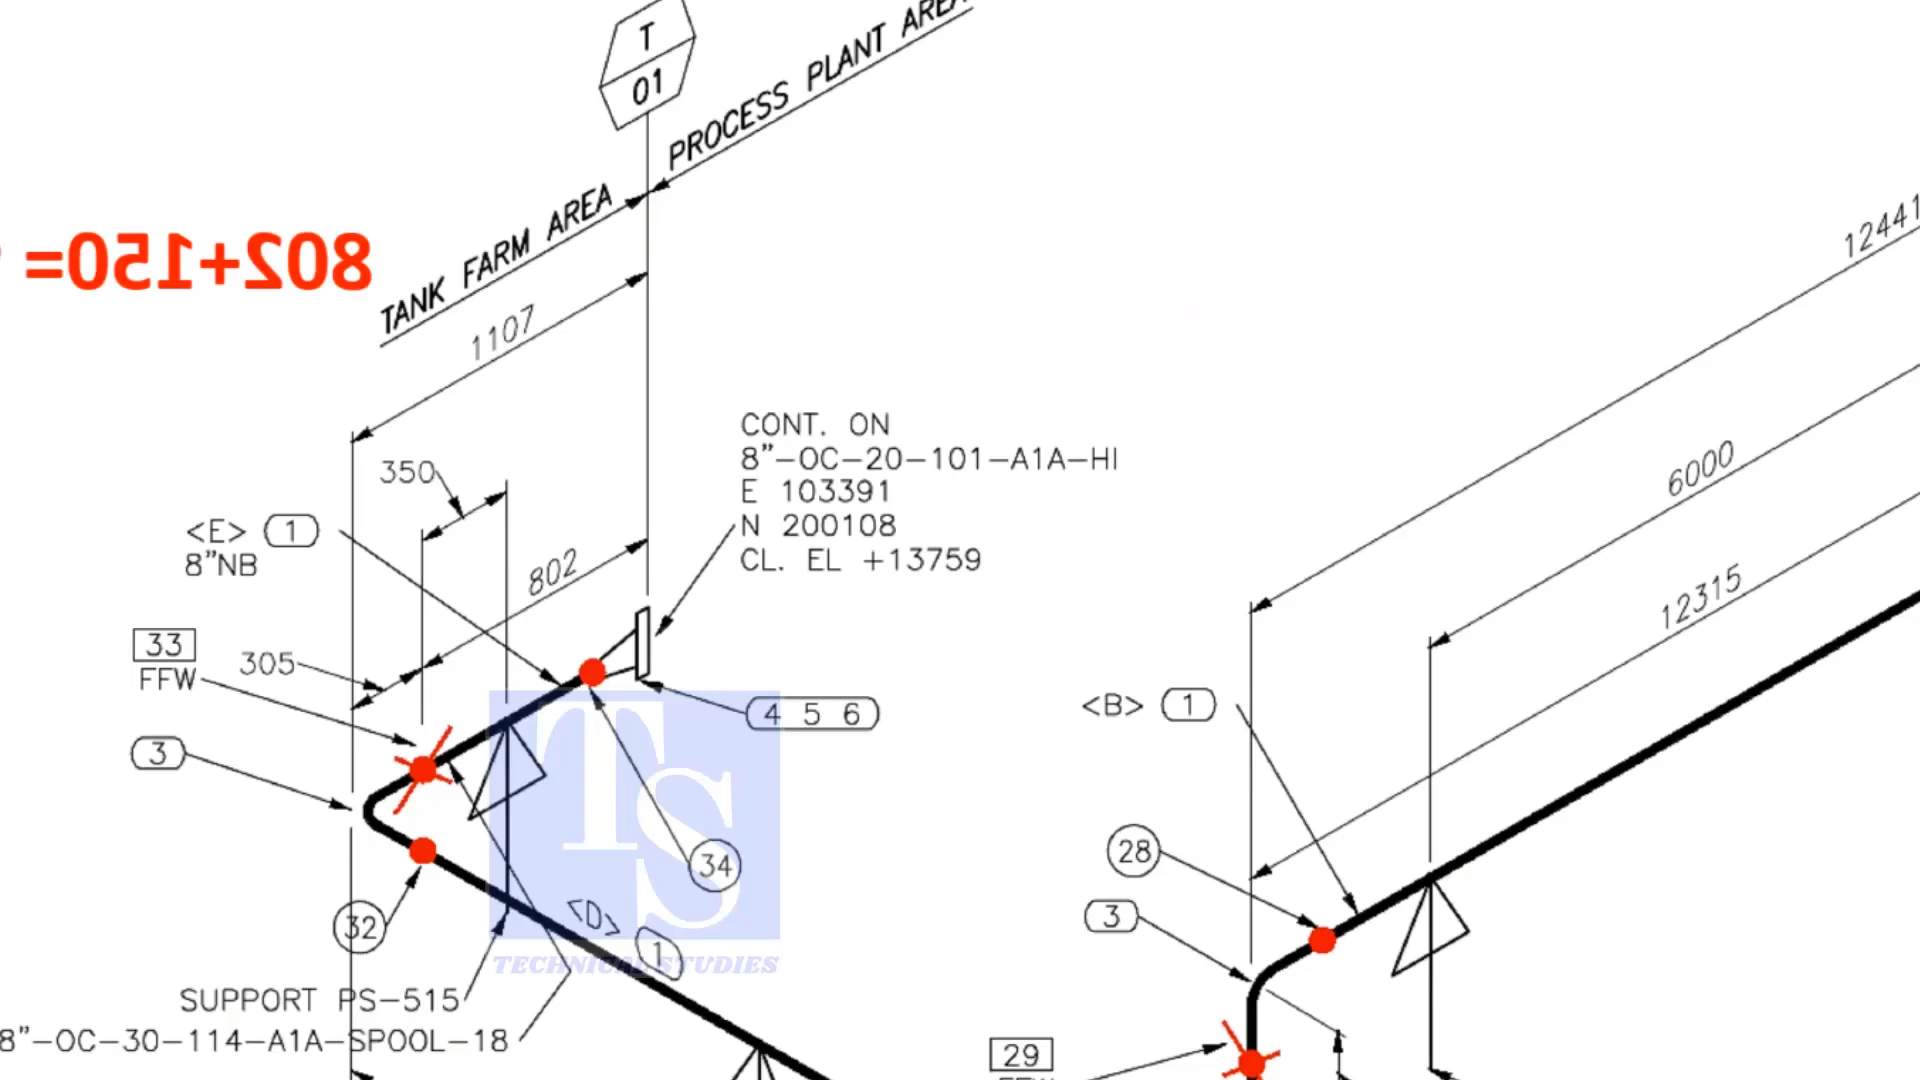 T
01
PROCESS PLANT AREA
TANK FARM AREA
802+150=
1107
12441
CONT. ON
8"-OC-20-101-A1A-HI
E 103391
N 200108
CL. EL +13759
350
6000
<E> 1
8"NB
802
12315
33
FFW
305
4 5 6
<B> 1
3
28
34
3
32
<D> 1
TS
TECHNICAL STUDIES
SUPPORT PS-515
8"-OC-30-114-A1A-SPOOL-18
29